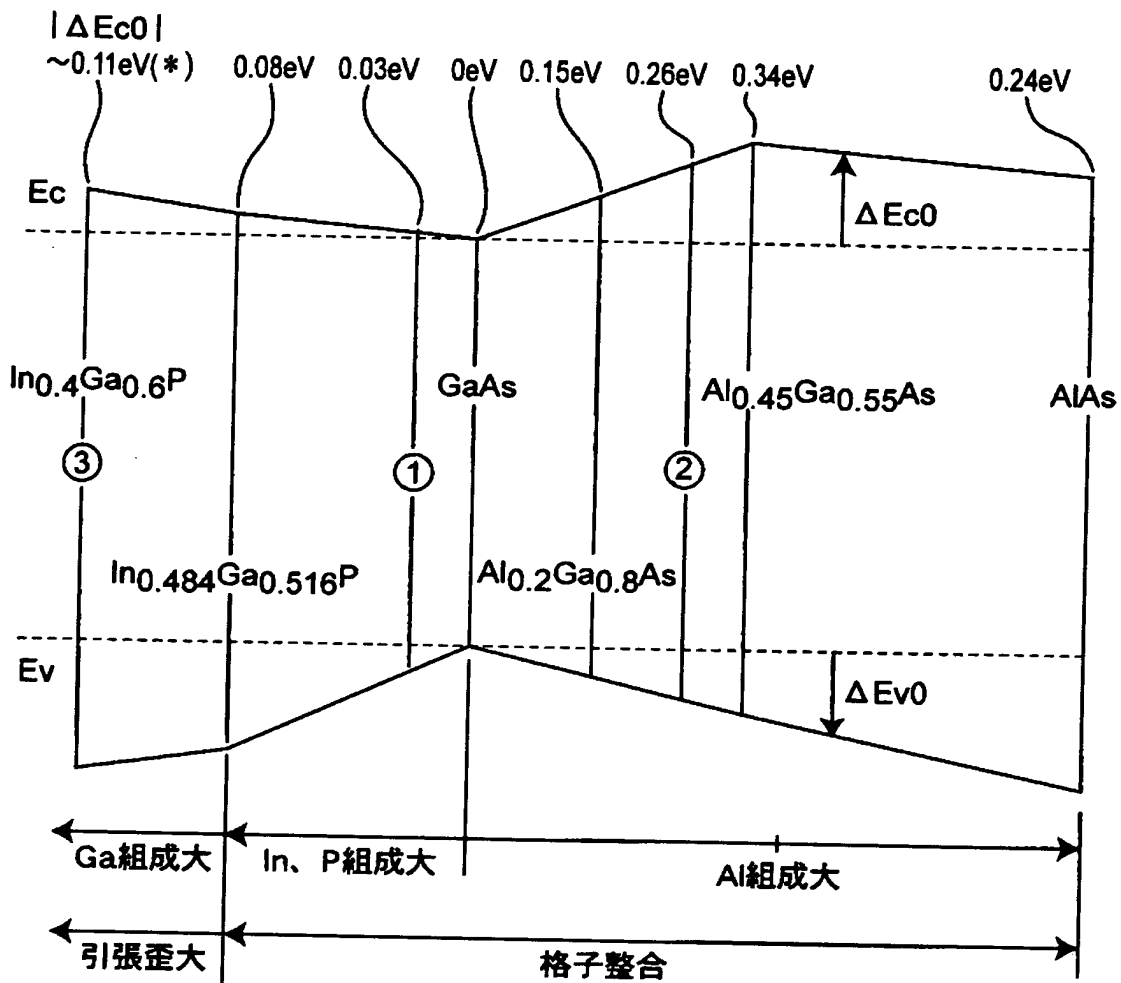 |ΔEc0|
~0.11eV(*) 0.08eV 0.03eV 0eV 0.15eV 0.26eV 0.34eV 0.24eV
Ec
ΔEc0
In0.4Ga0.6P GaAs Al0.45Ga0.55As AlAs
③ ① ②
In0.484Ga0.516P Al0.2Ga0.8As
Ev
ΔEv0
Ga組成大 In、P組成大 Al組成大
引張歪大 格子整合